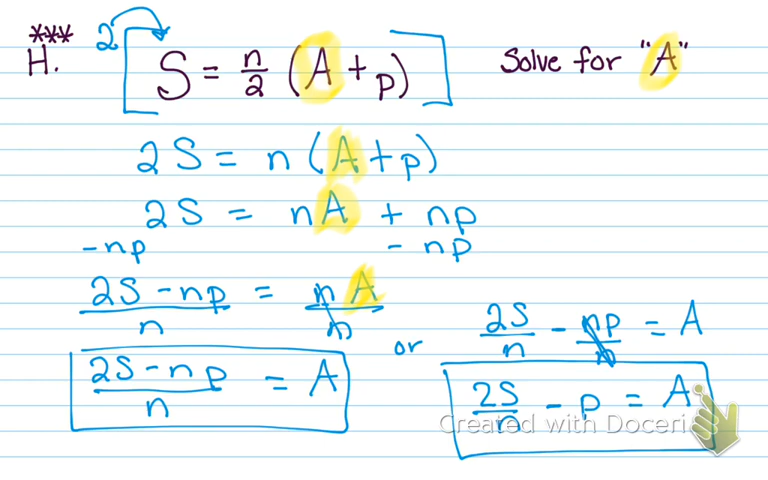 ***
H. 2 [S = n/2 (A + p)] Solve for "A"
2S = n (A + p)
2S = nA + np
-np - np
2S - np / n = nA / n
or 2S/n - np/n = A
2S - np / n = A
2S/n - p = A
Created with Doceri